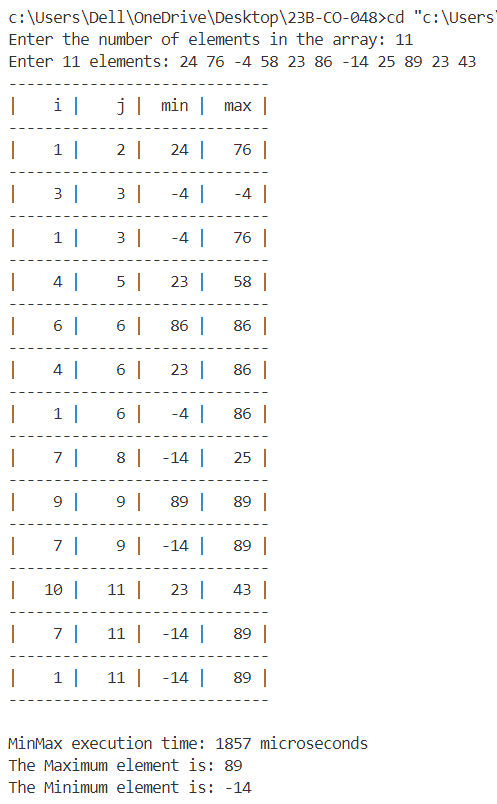 c:\Users\Dell\OneDrive\Desktop\23B-CO-048>cd "c:\Users\
Enter the number of elements in the array: 11
Enter 11 elements: 24 76 -4 58 23 86 -14 25 89 23 43
----------------------------
|    i |    j |  min |  max |
----------------------------
|    1 |    2 |   24 |   76 |
----------------------------
|    3 |    3 |   -4 |   -4 |
----------------------------
|    1 |    3 |   -4 |   76 |
----------------------------
|    4 |    5 |   23 |   58 |
----------------------------
|    6 |    6 |   86 |   86 |
----------------------------
|    4 |    6 |   23 |   86 |
----------------------------
|    1 |    6 |   -4 |   86 |
----------------------------
|    7 |    8 |  -14 |   25 |
----------------------------
|    9 |    9 |   89 |   89 |
----------------------------
|    7 |    9 |  -14 |   89 |
----------------------------
|   10 |   11 |   23 |   43 |
----------------------------
|    7 |   11 |  -14 |   89 |
----------------------------
|    1 |   11 |  -14 |   89 |
----------------------------
MinMax execution time: 1857 microseconds
The Maximum element is: 89
The Minimum element is: -14